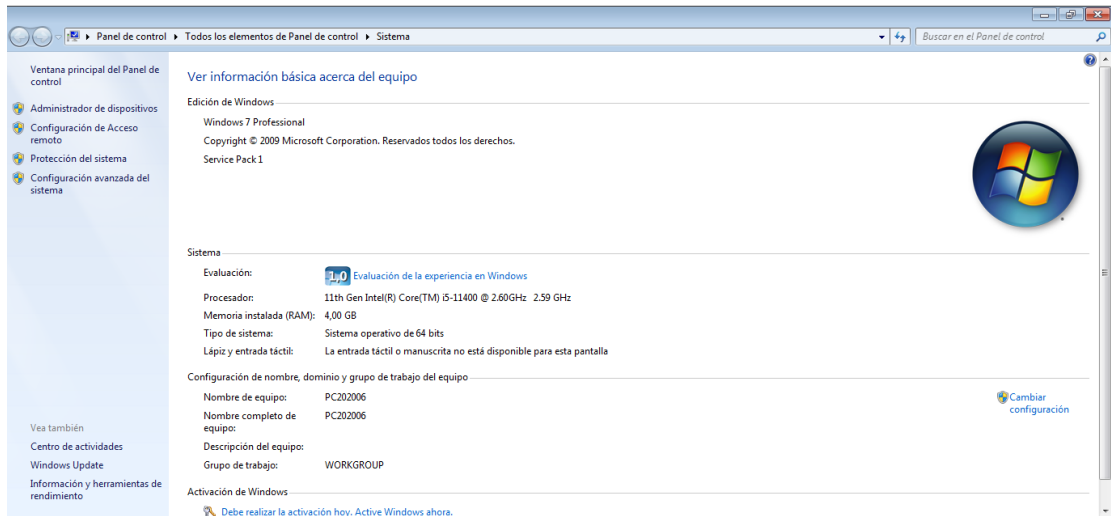 Panel de control ▸ Todos los elementos de Panel de control ▸ Sistema
Buscar en el Panel de control
Ventana principal del Panel de
control
Administrador de dispositivos
Configuración de Acceso
remoto
Protección del sistema
Configuración avanzada del
sistema
Vea también
Centro de actividades
Windows Update
Información y herramientas de
rendimiento
Ver información básica acerca del equipo
Edición de Windows
Windows 7 Professional
Copyright © 2009 Microsoft Corporation. Reservados todos los derechos.
Service Pack 1
Sistema
Evaluación: 1,0 Evaluación de la experiencia en Windows
Procesador: 11th Gen Intel(R) Core(TM) i5-11400 @ 2.60GHz 2.59 GHz
Memoria instalada (RAM): 4,00 GB
Tipo de sistema: Sistema operativo de 64 bits
Lápiz y entrada táctil: La entrada táctil o manuscrita no está disponible para esta pantalla
Configuración de nombre, dominio y grupo de trabajo del equipo
Nombre de equipo: PC202006
Cambiar
configuración
Nombre completo de
equipo: PC202006
Descripción del equipo:
Grupo de trabajo: WORKGROUP
Activación de Windows
Debe realizar la activación hoy. Active Windows ahora.